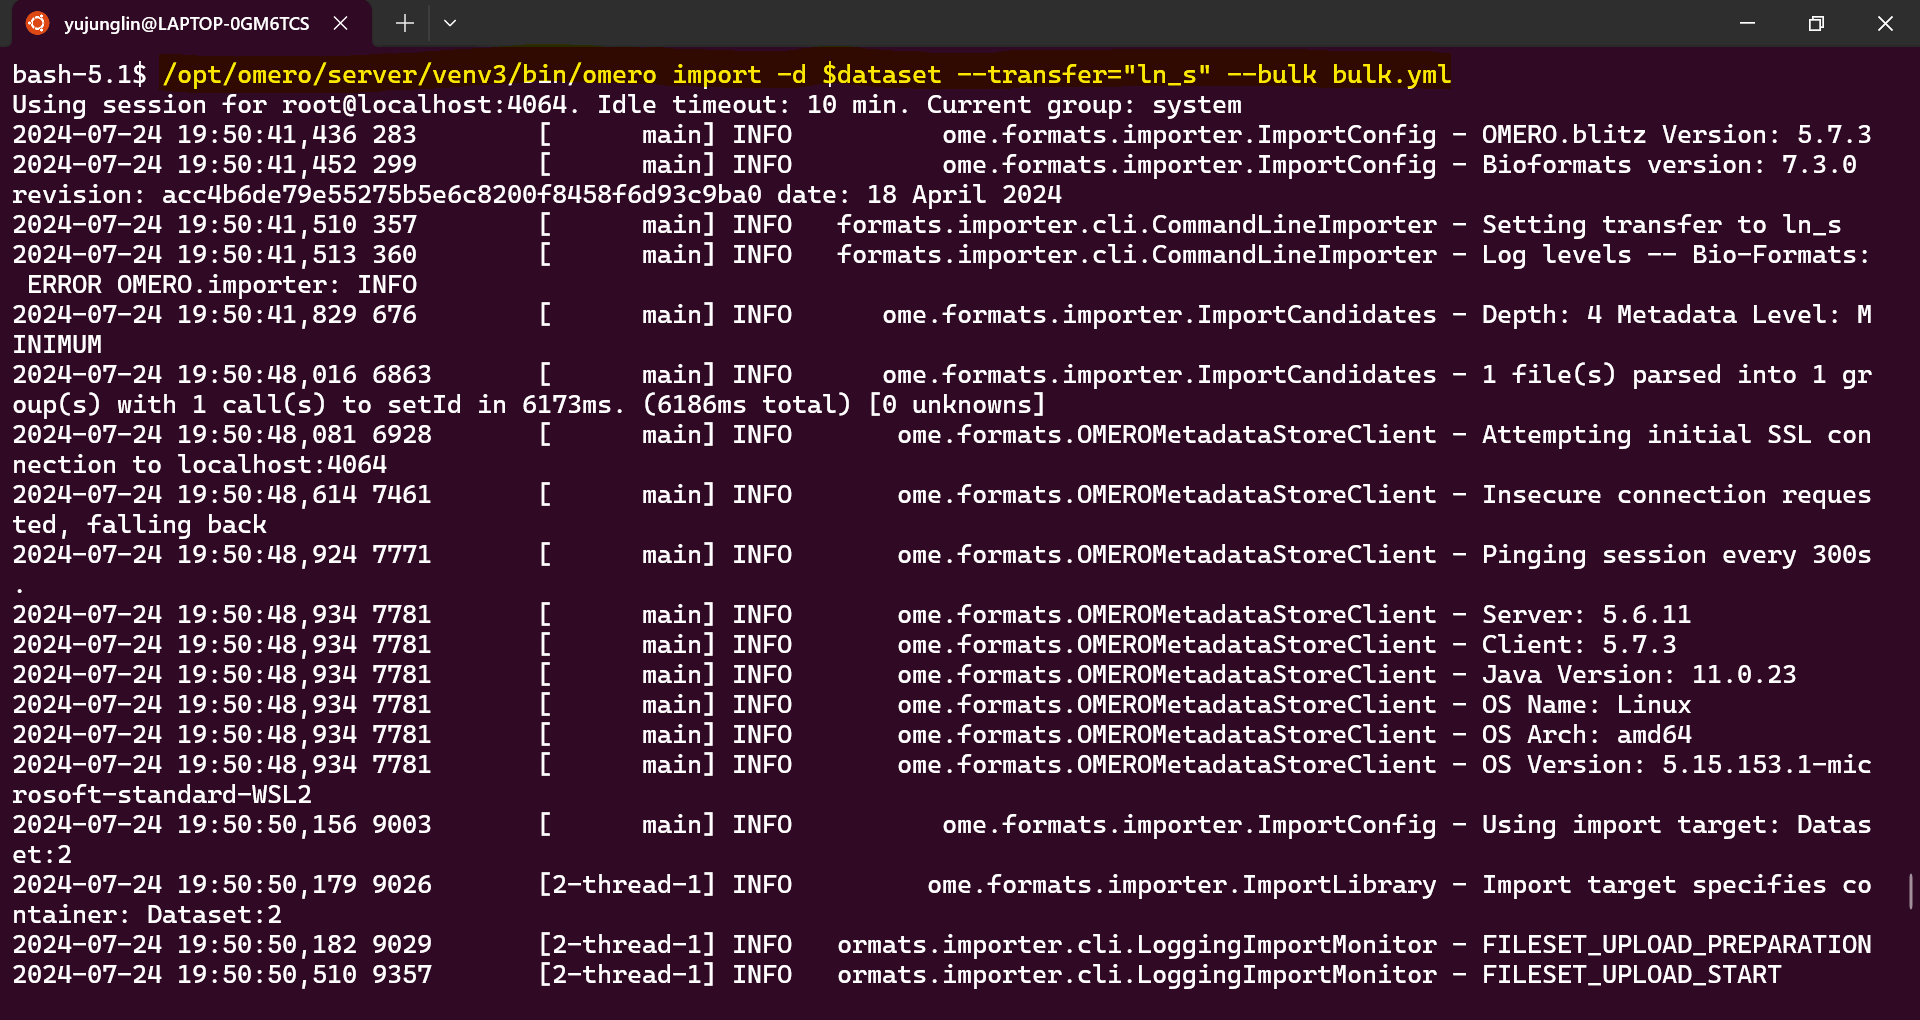 yujunglin@LAPTOP-0GM6TCS
bash-5.1$ /opt/omero/server/venv3/bin/omero import -d $dataset --transfer="ln_s" --bulk bulk.yml
Using session for root@localhost:4064. Idle timeout: 10 min. Current group: system
2024-07-24 19:50:41,436 283        [      main] INFO          ome.formats.importer.ImportConfig - OMERO.blitz Version: 5.7.3
2024-07-24 19:50:41,452 299        [      main] INFO          ome.formats.importer.ImportConfig - Bioformats version: 7.3.0
revision: acc4b6de79e55275b5e6c8200f8458f6d93c9ba0 date: 18 April 2024
2024-07-24 19:50:41,510 357        [      main] INFO   formats.importer.cli.CommandLineImporter - Setting transfer to ln_s
2024-07-24 19:50:41,513 360        [      main] INFO   formats.importer.cli.CommandLineImporter - Log levels -- Bio-Formats:
 ERROR OMERO.importer: INFO
2024-07-24 19:50:41,829 676        [      main] INFO      ome.formats.importer.ImportCandidates - Depth: 4 Metadata Level: M
INIMUM
2024-07-24 19:50:48,016 6863       [      main] INFO      ome.formats.importer.ImportCandidates - 1 file(s) parsed into 1 gr
oup(s) with 1 call(s) to setId in 6173ms. (6186ms total) [0 unknowns]
2024-07-24 19:50:48,081 6928       [      main] INFO       ome.formats.OMEROMetadataStoreClient - Attempting initial SSL con
nection to localhost:4064
2024-07-24 19:50:48,614 7461       [      main] INFO       ome.formats.OMEROMetadataStoreClient - Insecure connection reques
ted, falling back
2024-07-24 19:50:48,924 7771       [      main] INFO       ome.formats.OMEROMetadataStoreClient - Pinging session every 300s
.
2024-07-24 19:50:48,934 7781       [      main] INFO       ome.formats.OMEROMetadataStoreClient - Server: 5.6.11
2024-07-24 19:50:48,934 7781       [      main] INFO       ome.formats.OMEROMetadataStoreClient - Client: 5.7.3
2024-07-24 19:50:48,934 7781       [      main] INFO       ome.formats.OMEROMetadataStoreClient - Java Version: 11.0.23
2024-07-24 19:50:48,934 7781       [      main] INFO       ome.formats.OMEROMetadataStoreClient - OS Name: Linux
2024-07-24 19:50:48,934 7781       [      main] INFO       ome.formats.OMEROMetadataStoreClient - OS Arch: amd64
2024-07-24 19:50:48,934 7781       [      main] INFO       ome.formats.OMEROMetadataStoreClient - OS Version: 5.15.153.1-mic
rosoft-standard-WSL2
2024-07-24 19:50:50,156 9003       [      main] INFO          ome.formats.importer.ImportConfig - Using import target: Datas
et:2
2024-07-24 19:50:50,179 9026       [2-thread-1] INFO         ome.formats.importer.ImportLibrary - Import target specifies co
ntainer: Dataset:2
2024-07-24 19:50:50,182 9029       [2-thread-1] INFO   ormats.importer.cli.LoggingImportMonitor - FILESET_UPLOAD_PREPARATION
2024-07-24 19:50:50,510 9357       [2-thread-1] INFO   ormats.importer.cli.LoggingImportMonitor - FILESET_UPLOAD_START